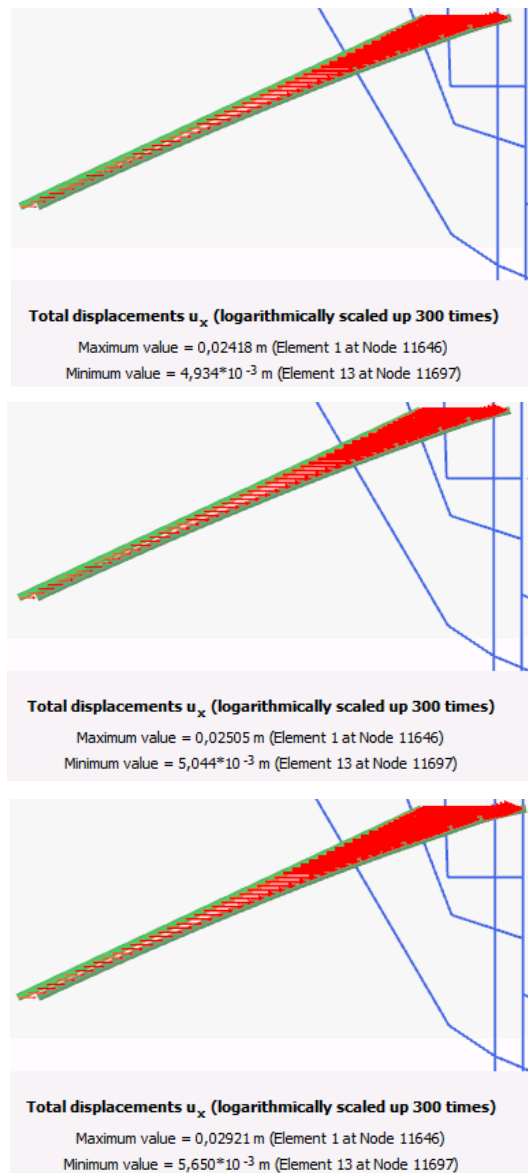 Total displacements uₓ (logarithmically scaled up 300 times)
Maximum value = 0,02418 m (Element 1 at Node 11646)
Minimum value = 4,934*10 ⁻³ m (Element 13 at Node 11697)
Total displacements uₓ (logarithmically scaled up 300 times)
Maximum value = 0,02505 m (Element 1 at Node 11646)
Minimum value = 5,044*10 ⁻³ m (Element 13 at Node 11697)
Total displacements uₓ (logarithmically scaled up 300 times)
Maximum value = 0,02921 m (Element 1 at Node 11646)
Minimum value = 5,650*10 ⁻³ m (Element 13 at Node 11697)